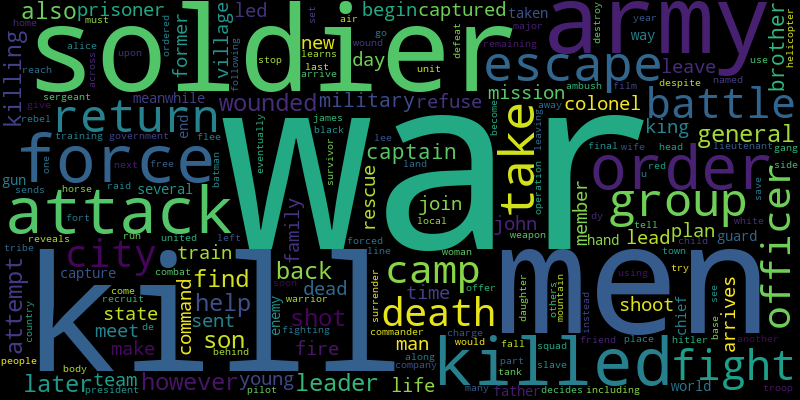 soldier
army
war
kill
men
force
attack
return
escape
battle
order
group
take
officer
killed
fight
death
camp
city
find
help
son
back
captain
general
wounded
military
refuse
mission
colonel
leave
brother
king
plan
lead
member
john
join
rescue
family
train
command
attempt
state
meet
sent
make
later
team
however
young
leader
life
man
time
dead
shot
fire
shoot
arrives
chief
world
guard
hand
also
prisoner
led
begin
captured
former
village
killing
new
day
end
gun
several
meanwhile
taken
way
set
air
must
alice
home
reach
across
upon
ordered
following
stop
learns
last
arrive
unit
go
wound
defeat
remaining
major
year
named
despite
use
film
ambush
destroy
helicopter
sergeant
give
rebel
training
government
flee
next
free
one
sends
horse
raid
batman
eventually
james
black
survivor
lee
land
become
away
leaving
operation
final
wife
head
lieutenant
gang
side
red
u
save
tribe
fort
reveals
run
united
left
forced
line
local
woman
weapon
dy
tell
white
child
town
capture
combat
soon
offer
daughter
others
mountain
using
try
country
come
recruit
de
warrior
enemy
surrender
fighting
commander
charge
would
fall
instead
friend
place
hitler
base
see
another
people
president
body
pilot
behind
along
company
part
tank
squad
slave
many
father
decides
including
troop